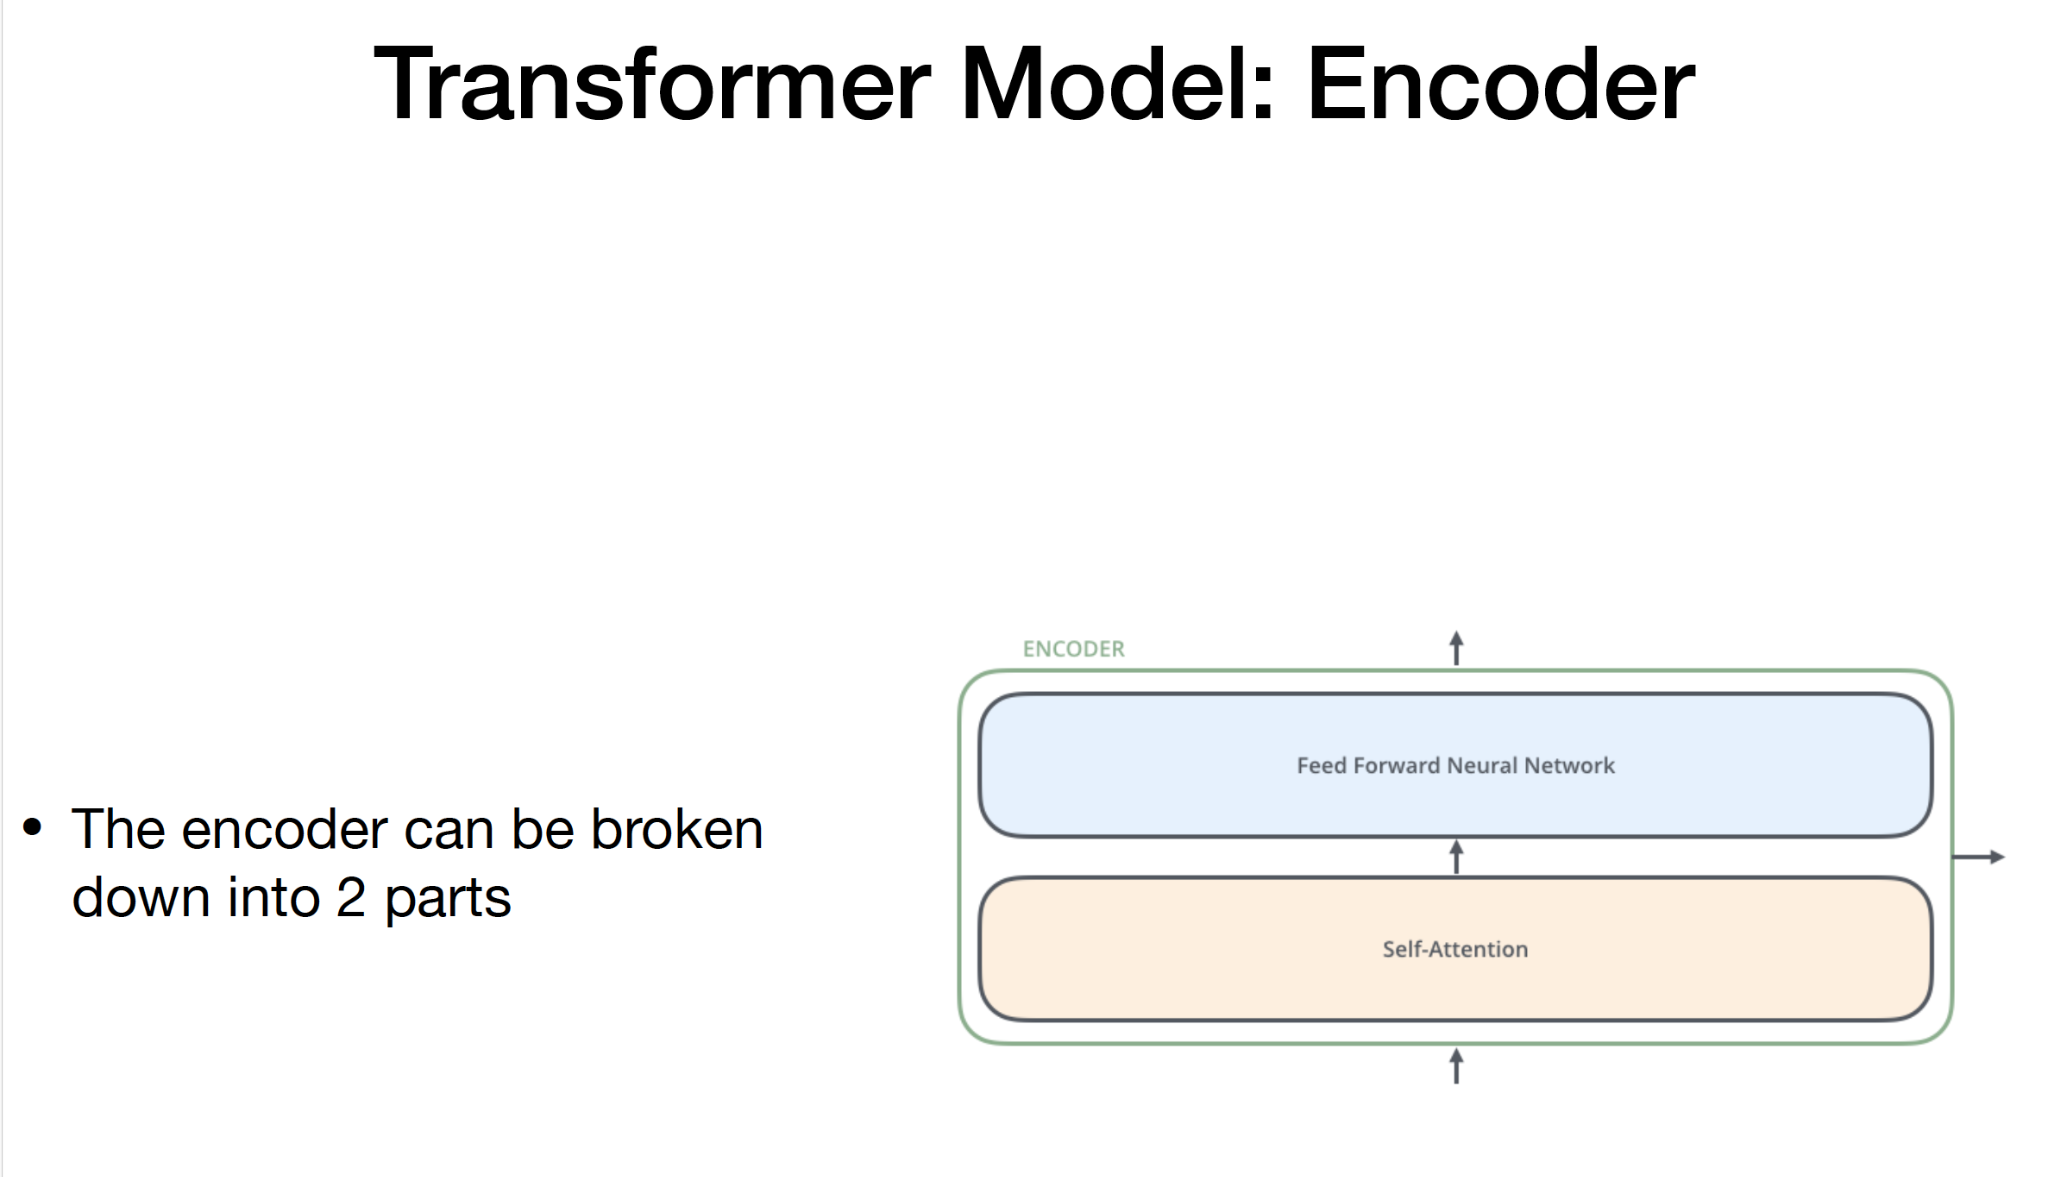 Transformer Model: Encoder
• The encoder can be broken
down into 2 parts
ENCODER
Feed Forward Neural Network
Self-Attention